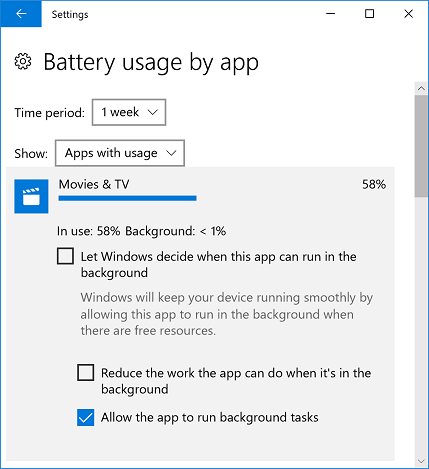 Settings
Battery usage by app
Time period: 1 week
Show: Apps with usage
Movies & TV 58%
In use: 58% Background: < 1%
Let Windows decide when this app can run in the
background
Windows will keep your device running smoothly by
allowing this app to run in the background when
there are free resources.
Reduce the work the app can do when it's in the
background
Allow the app to run background tasks